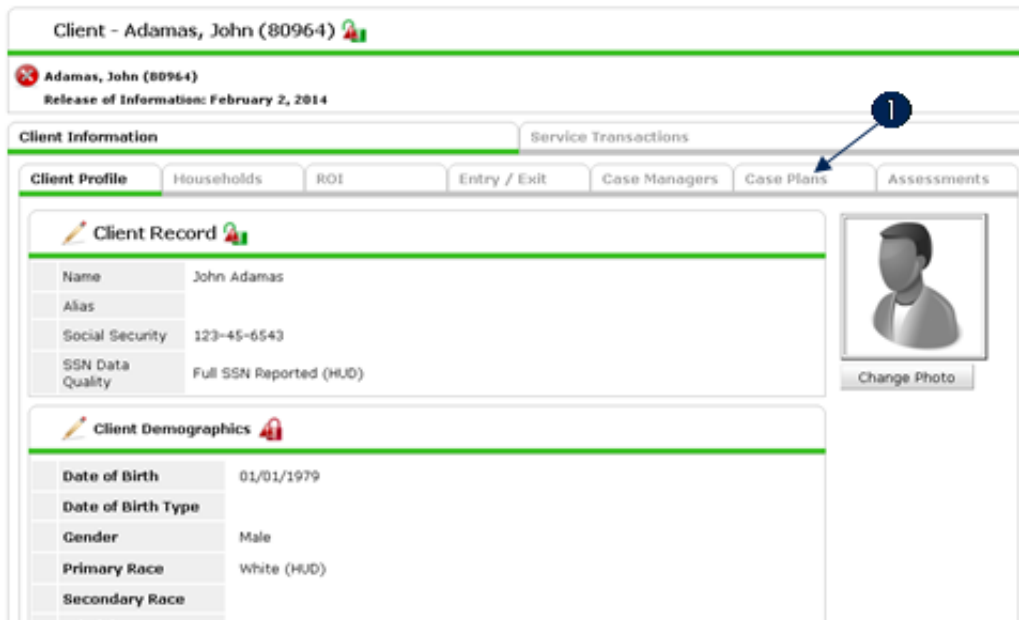 Client - Adamas, John (80964)
Adamas, John (80964)
Release of Information: February 2, 2014
1
Client Information Service Transactions
Client Profile Households ROI Entry / Exit Case Managers Case Plans Assessments
Client Record
Name John Adamas
Alias
Social Security 123-45-6543
SSN Data
Quality Full SSN Reported (HUD)
Change Photo
Client Demographics
Date of Birth 01/01/1979
Date of Birth Type
Gender Male
Primary Race White (HUD)
Secondary Race